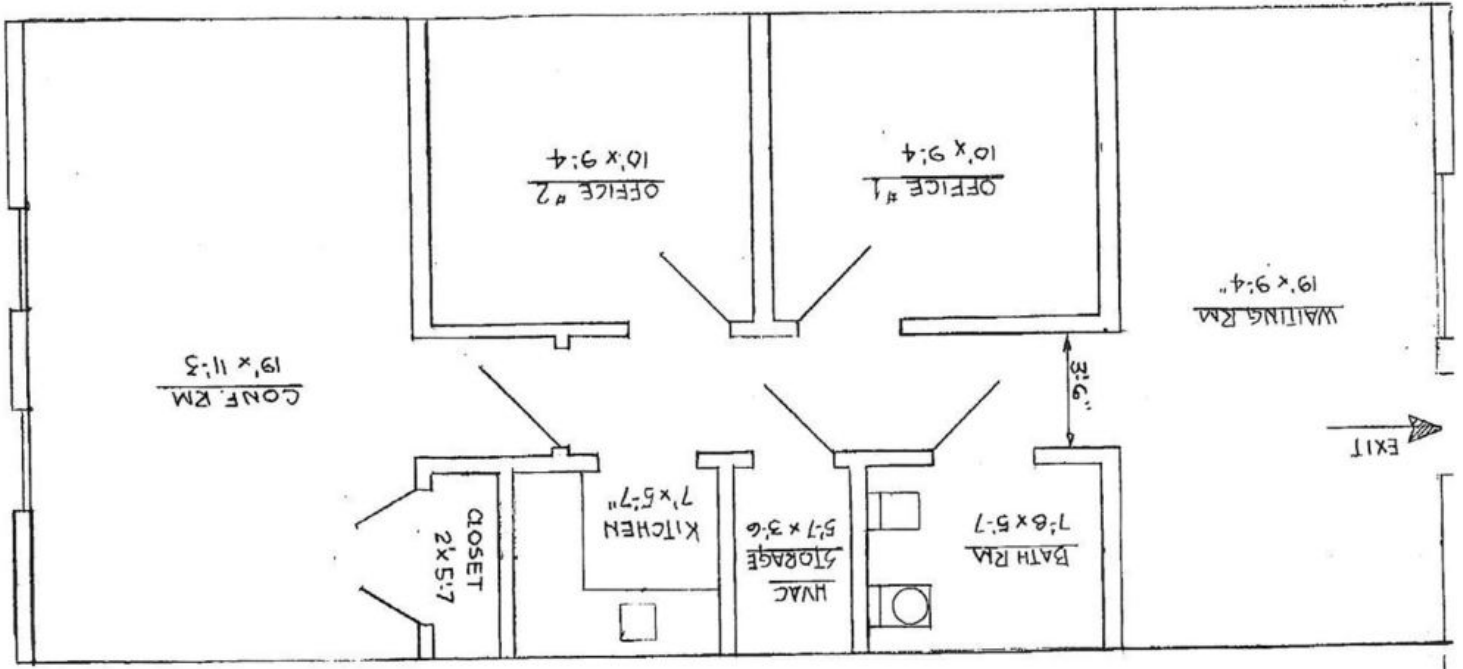 EXIT
WAITING RM
19' x 9'-4"
3'-6"
BATH RM
7'-8 x 5'-7
HVAC
STORAGE
5'-7 x 3'-6
KITCHEN
7' x 5'-7"
CLOSET
2' x 5'-7
CONF. RM
19' x 11'-3
OFFICE #1
10' x 9'-4
OFFICE #2
10' x 9'-4